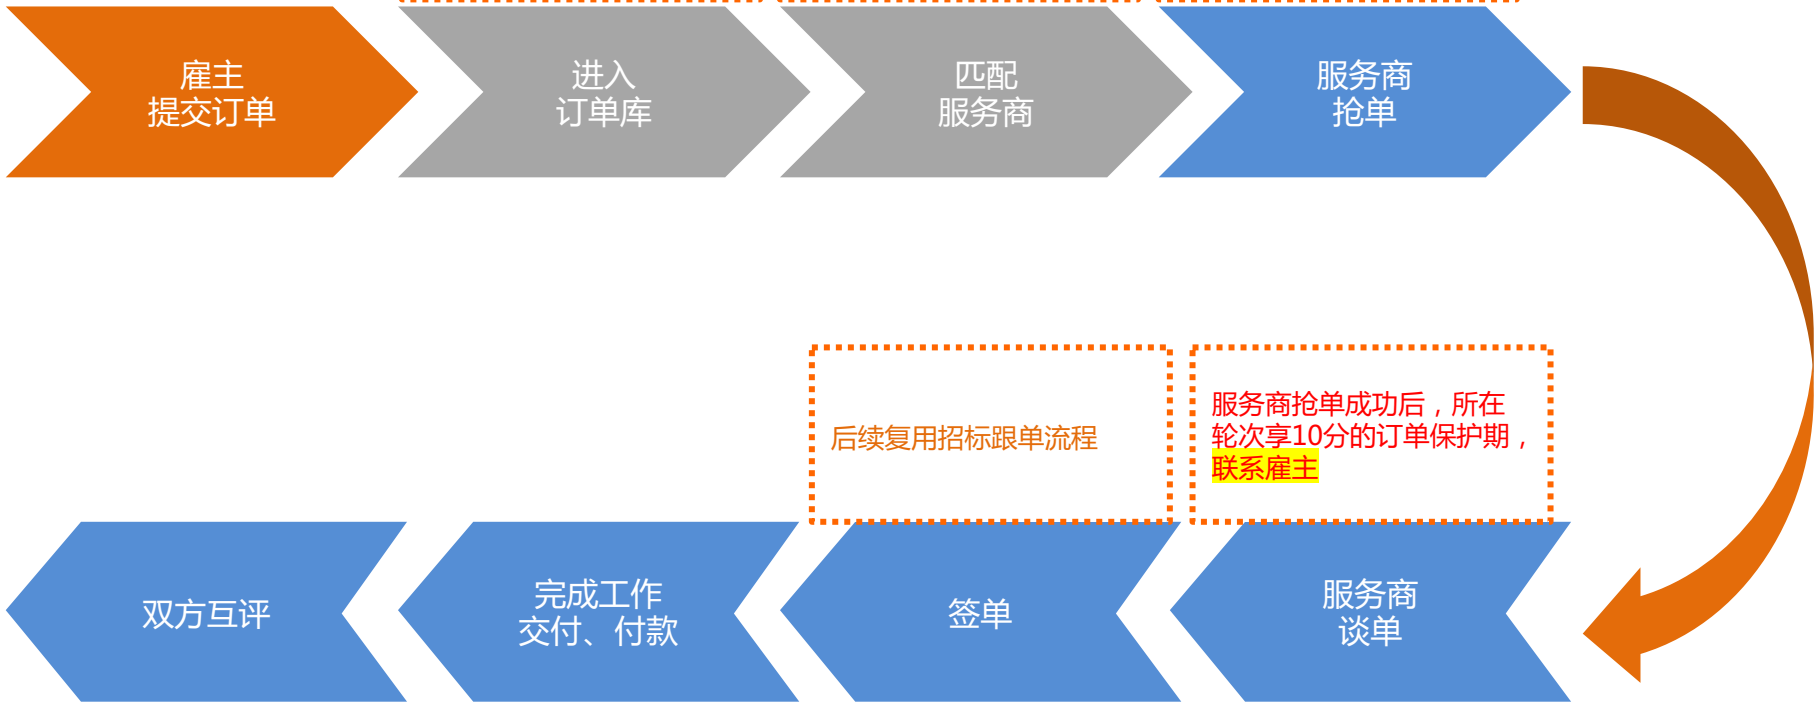 雇主
提交订单
进入
订单库
匹配
服务商
服务商
抢单
后续复用招标跟单流程
服务商抢单成功后，所在
轮次享10分的订单保护期，
联系雇主
双方互评
完成工作
交付、付款
签单
服务商
谈单